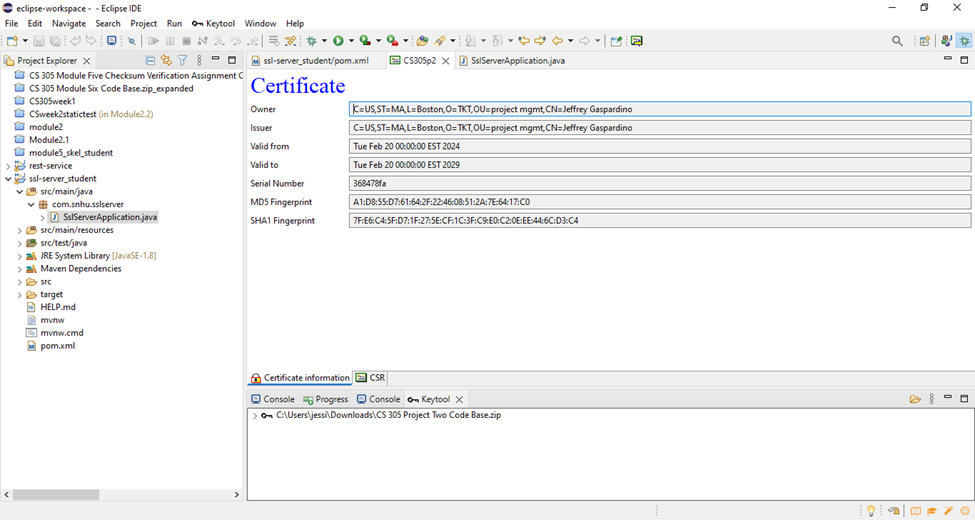 eclipse-workspace - - Eclipse IDE
File Edit Navigate Search Project Run Keytool Window Help
Project Explorer
CS 305 Module Five Checksum Verification Assignment C
CS 305 Module Six Code Base.zip_expanded
CS305week1
CSweek2statictest (in Module2.2)
module2
Module2.1
module5_skel_student
rest-service
ssl-server_student
src/main/java
com.snhu.sslserver
SslServerApplication.java
src/main/resources
src/test/java
JRE System Library [JavaSE-1.8]
Maven Dependencies
src
target
HELP.md
mvnw
mvnw.cmd
pom.xml
ssl-server_student/pom.xml CS305p2 SslServerApplication.java
Certificate
Owner C=US,ST=MA,L=Boston,O=TKT,OU=project mgmt,CN=Jeffrey Gaspardino
Issuer C=US,ST=MA,L=Boston,O=TKT,OU=project mgmt,CN=Jeffrey Gaspardino
Valid from Tue Feb 20 00:00:00 EST 2024
Valid to Tue Feb 20 00:00:00 EST 2029
Serial Number 368478fa
MD5 Fingerprint A1:D8:55:D7:61:64:2F:22:46:08:51:2A:7E:64:17:C0
SHA1 Fingerprint 7F:E6:C4:5F:D7:1F:27:5E:CF:1C:3F:C9:E0:C2:0E:EE:44:6C:D3:C4
Certificate information CSR
Console Progress Console Keytool
C:\Users\jessi\Downloads\CS 305 Project Two Code Base.zip